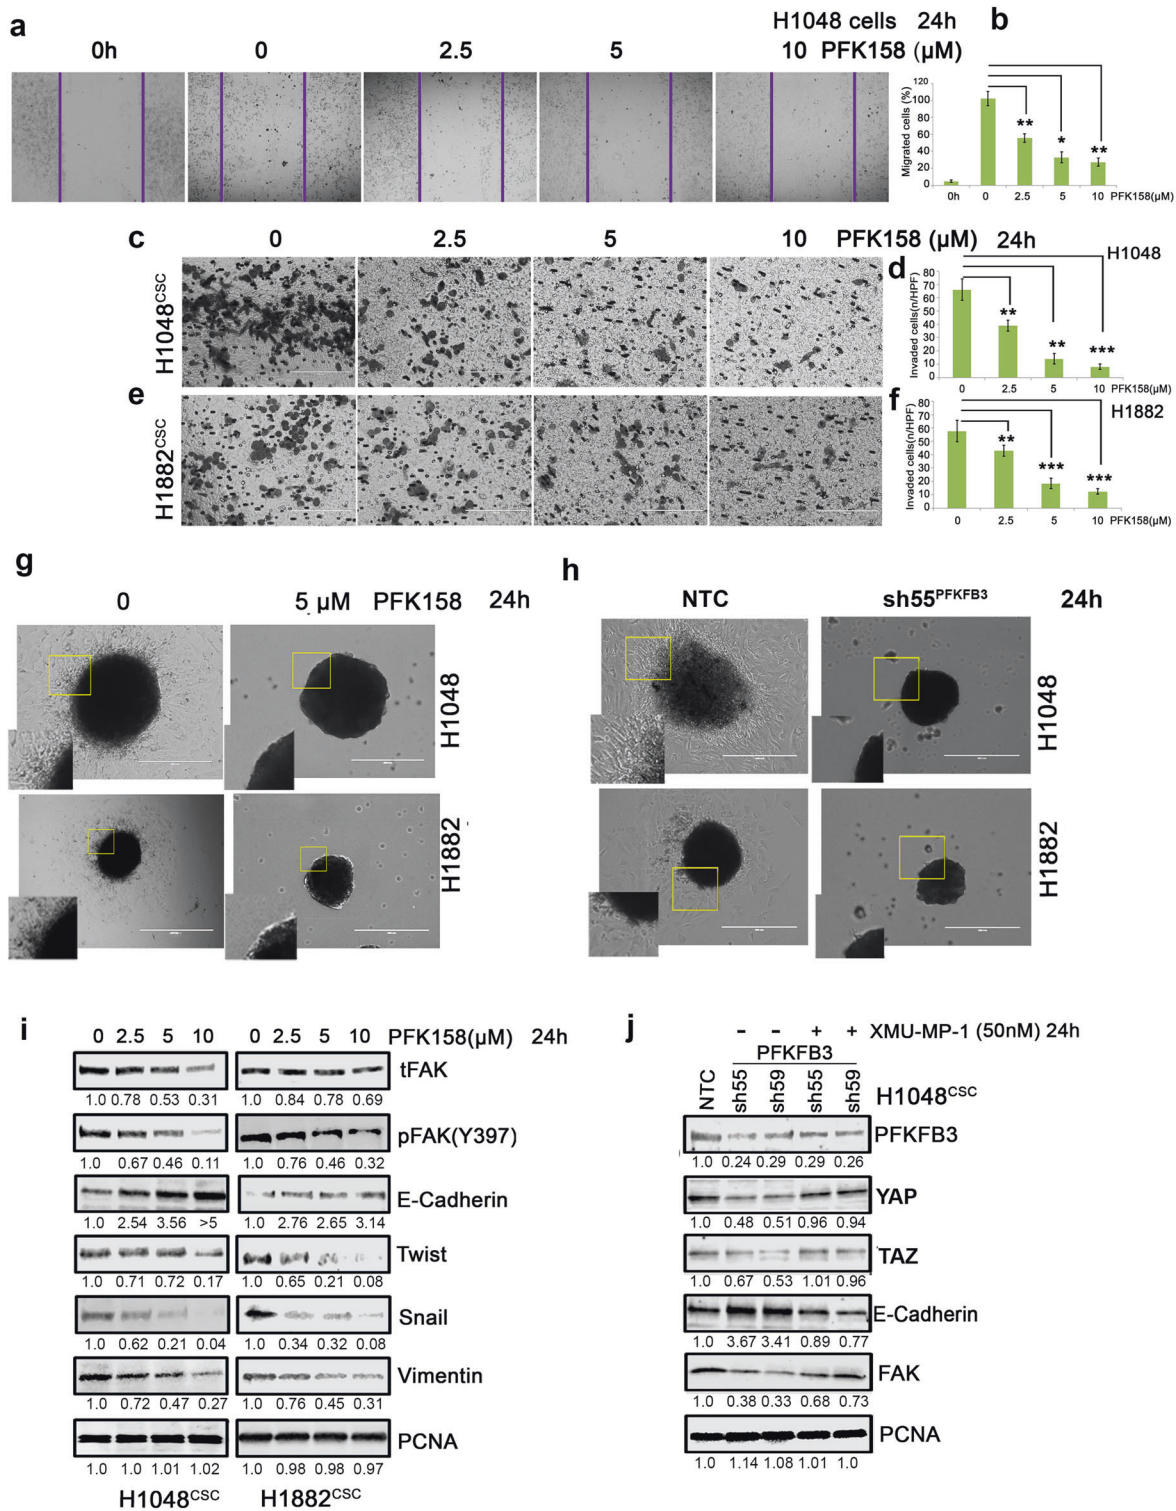 a
H1048 cells 24h
0h 0 2.5 5 10 PFK158 (µM)
b
Migrated cells (%)
120
100
80
60
40
20
0
** * **
0h 0 2.5 5 10 PFK158(µM)
c
0 2.5 5 10 PFK158 (µM) 24h
H1048CSC
d
H1048
Invaded cells(n/HPF)
80
70
60
50
40
30
20
10
0
** ** ***
0 2.5 5 10 PFK158(µM)
e
H1882CSC
f
H1882
Invaded cells(n/HPF)
80
70
60
50
40
30
20
10
0
** *** ***
0 2.5 5 10 PFK158(µM)
g
0 5 µM PFK158 24h
H1048
H1882
h
NTC sh55PFKFB3 24h
H1048
H1882
i
0 2.5 5 10 0 2.5 5 10 PFK158(µM) 24h
tFAK
1.0 0.78 0.53 0.31 1.0 0.84 0.78 0.69
pFAK(Y397)
1.0 0.67 0.46 0.11 1.0 0.76 0.46 0.32
E-Cadherin
1.0 2.54 3.56 >5 1.0 2.76 2.65 3.14
Twist
1.0 0.71 0.72 0.17 1.0 0.65 0.21 0.08
Snail
1.0 0.62 0.21 0.04 1.0 0.34 0.32 0.08
Vimentin
1.0 0.72 0.47 0.27 1.0 0.76 0.45 0.31
PCNA
1.0 1.0 1.01 1.02 1.0 0.98 0.98 0.97
H1048CSC H1882CSC
j
− − + + XMU-MP-1 (50nM) 24h
PFKFB3
NTC sh55 sh59 sh55 sh59 H1048CSC
PFKFB3
1.0 0.24 0.29 0.29 0.26
YAP
1.0 0.48 0.51 0.96 0.94
TAZ
1.0 0.67 0.53 1.01 0.96
E-Cadherin
1.0 3.67 3.41 0.89 0.77
FAK
1.0 0.38 0.33 0.68 0.73
PCNA
1.0 1.14 1.08 1.01 1.0